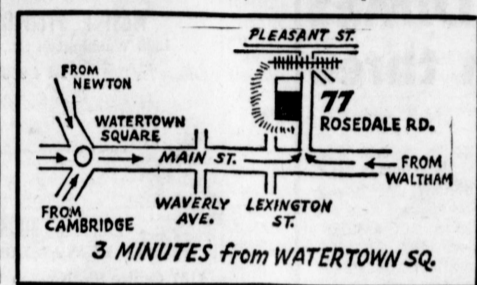 PLEASANT ST.
FROM
NEWTON
77
ROSEDALE RD.
WATERTOWN
SQUARE
MAIN ST.
FROM
WALTHAM
WAVERLY
AVE.
LEXINGTON
ST.
FROM
CAMBRIDGE
3 MINUTES from WATERTOWN SQ.